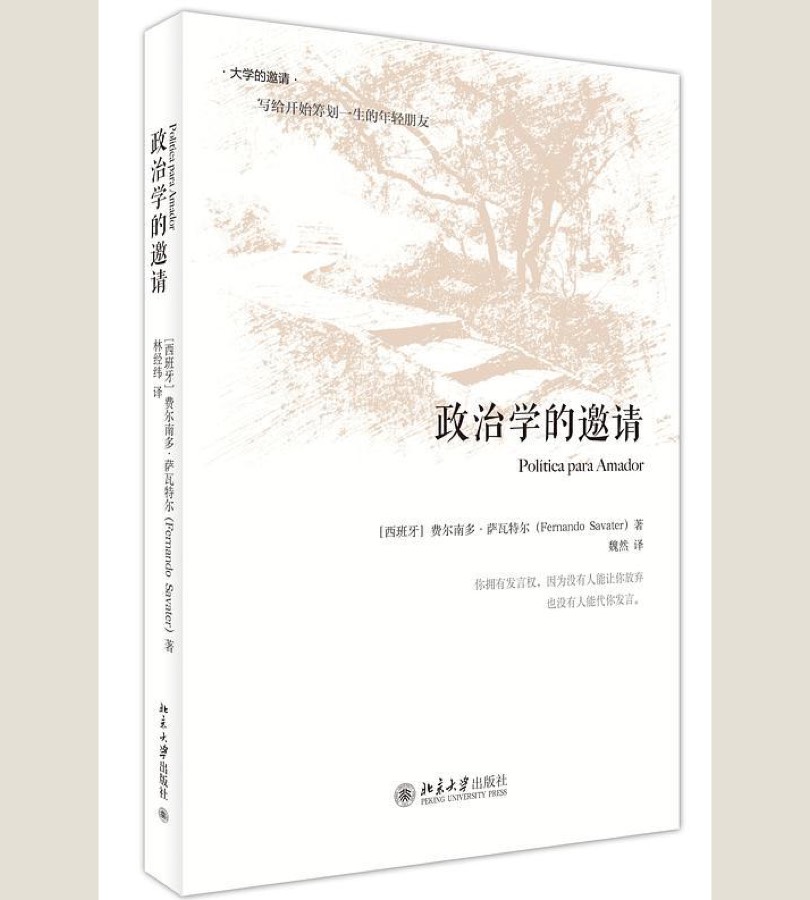 ·大学的邀请·
写给开始筹划一生的年轻朋友
政治学的邀请
Política para Amador
[西班牙] 费尔南多·萨瓦特尔 (Fernando Savater) 著
魏然 译
你拥有发言权，因为没有人能让你放弃
也没有人能代你发言。
北京大学出版社
PEKING UNIVERSITY PRESS
Política para Amador
政治学的邀请
[西班牙] 费尔南多·萨瓦特尔 (Fernando Savater) 著
林经纬 译
北京大学出版社